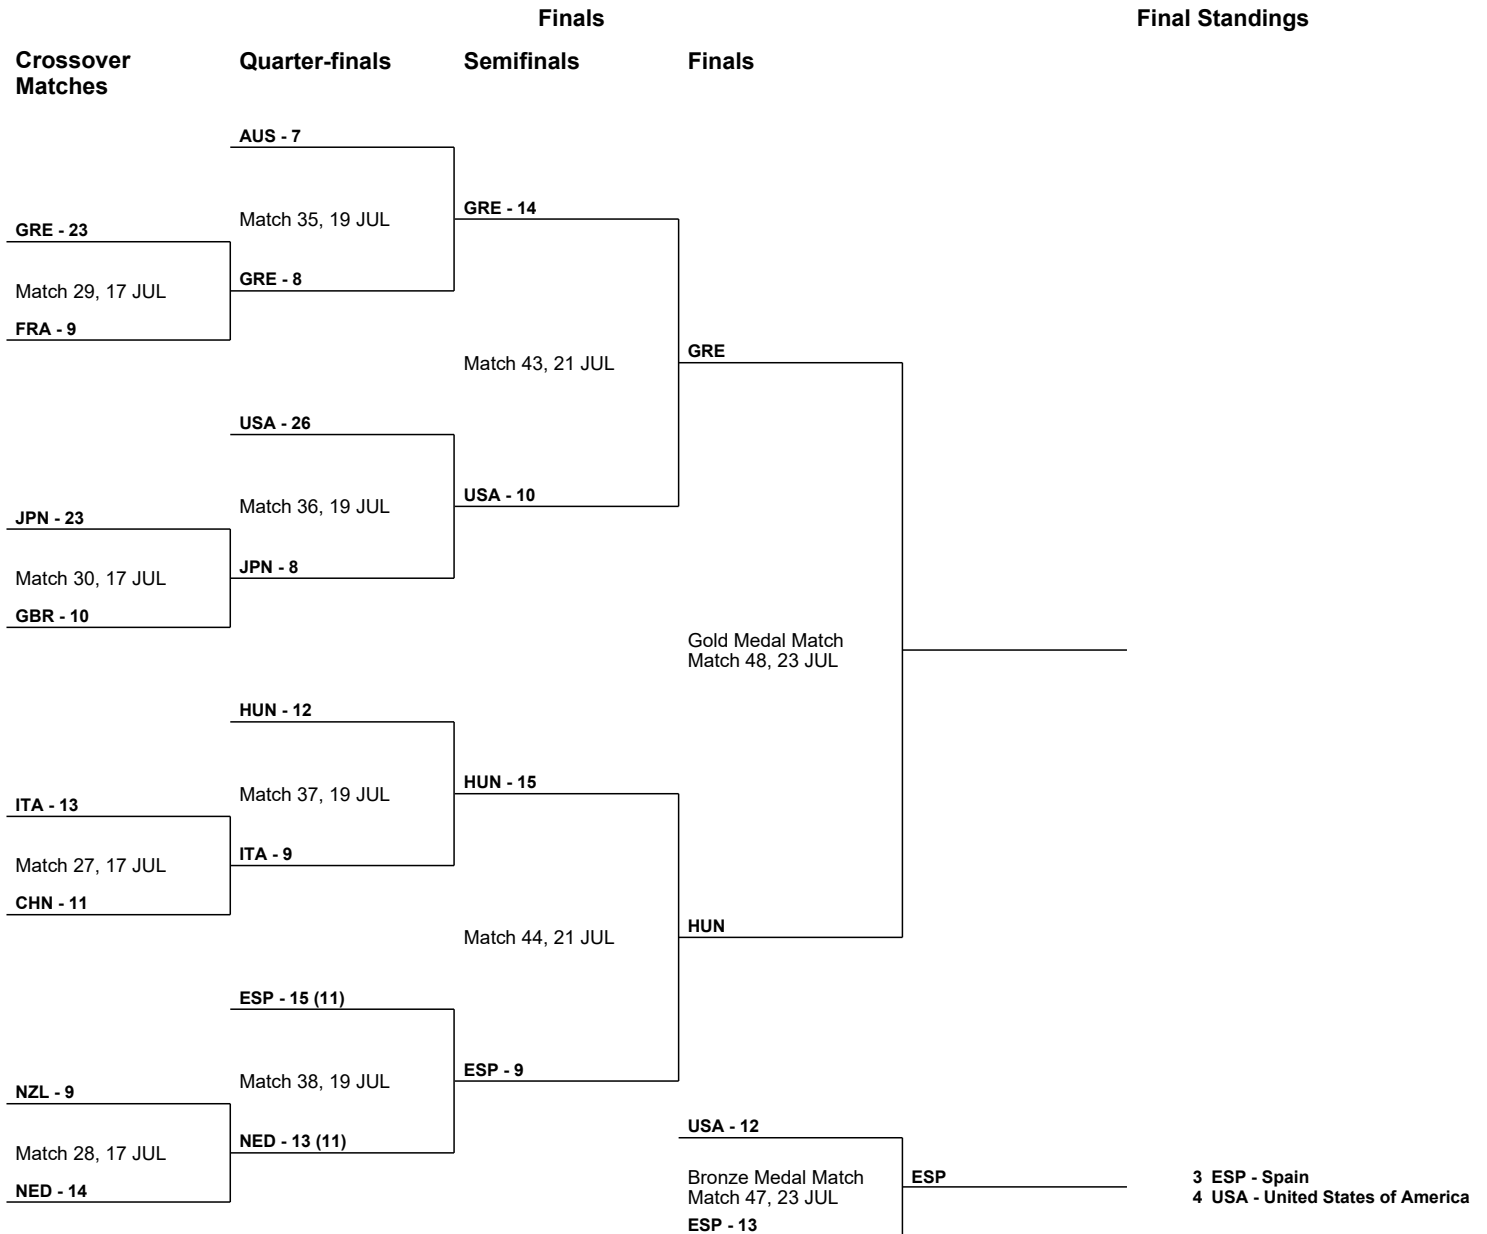 Finals
Final Standings
Crossover
Matches
Quarter-finals
Semifinals
Finals
AUS - 7
GRE - 14
Match 35, 19 JUL
GRE - 23
GRE - 8
Match 29, 17 JUL
FRA - 9
GRE
Match 43, 21 JUL
USA - 26
USA - 10
Match 36, 19 JUL
JPN - 23
JPN - 8
Match 30, 17 JUL
GBR - 10
Gold Medal Match
Match 48, 23 JUL
HUN - 12
HUN - 15
Match 37, 19 JUL
ITA - 13
ITA - 9
Match 27, 17 JUL
CHN - 11
HUN
Match 44, 21 JUL
ESP - 15 (11)
ESP - 9
Match 38, 19 JUL
NZL - 9
USA - 12
NED - 13 (11)
Match 28, 17 JUL
NED - 14
Bronze Medal Match
Match 47, 23 JUL
ESP
3 ESP - Spain
4 USA - United States of America
ESP - 13